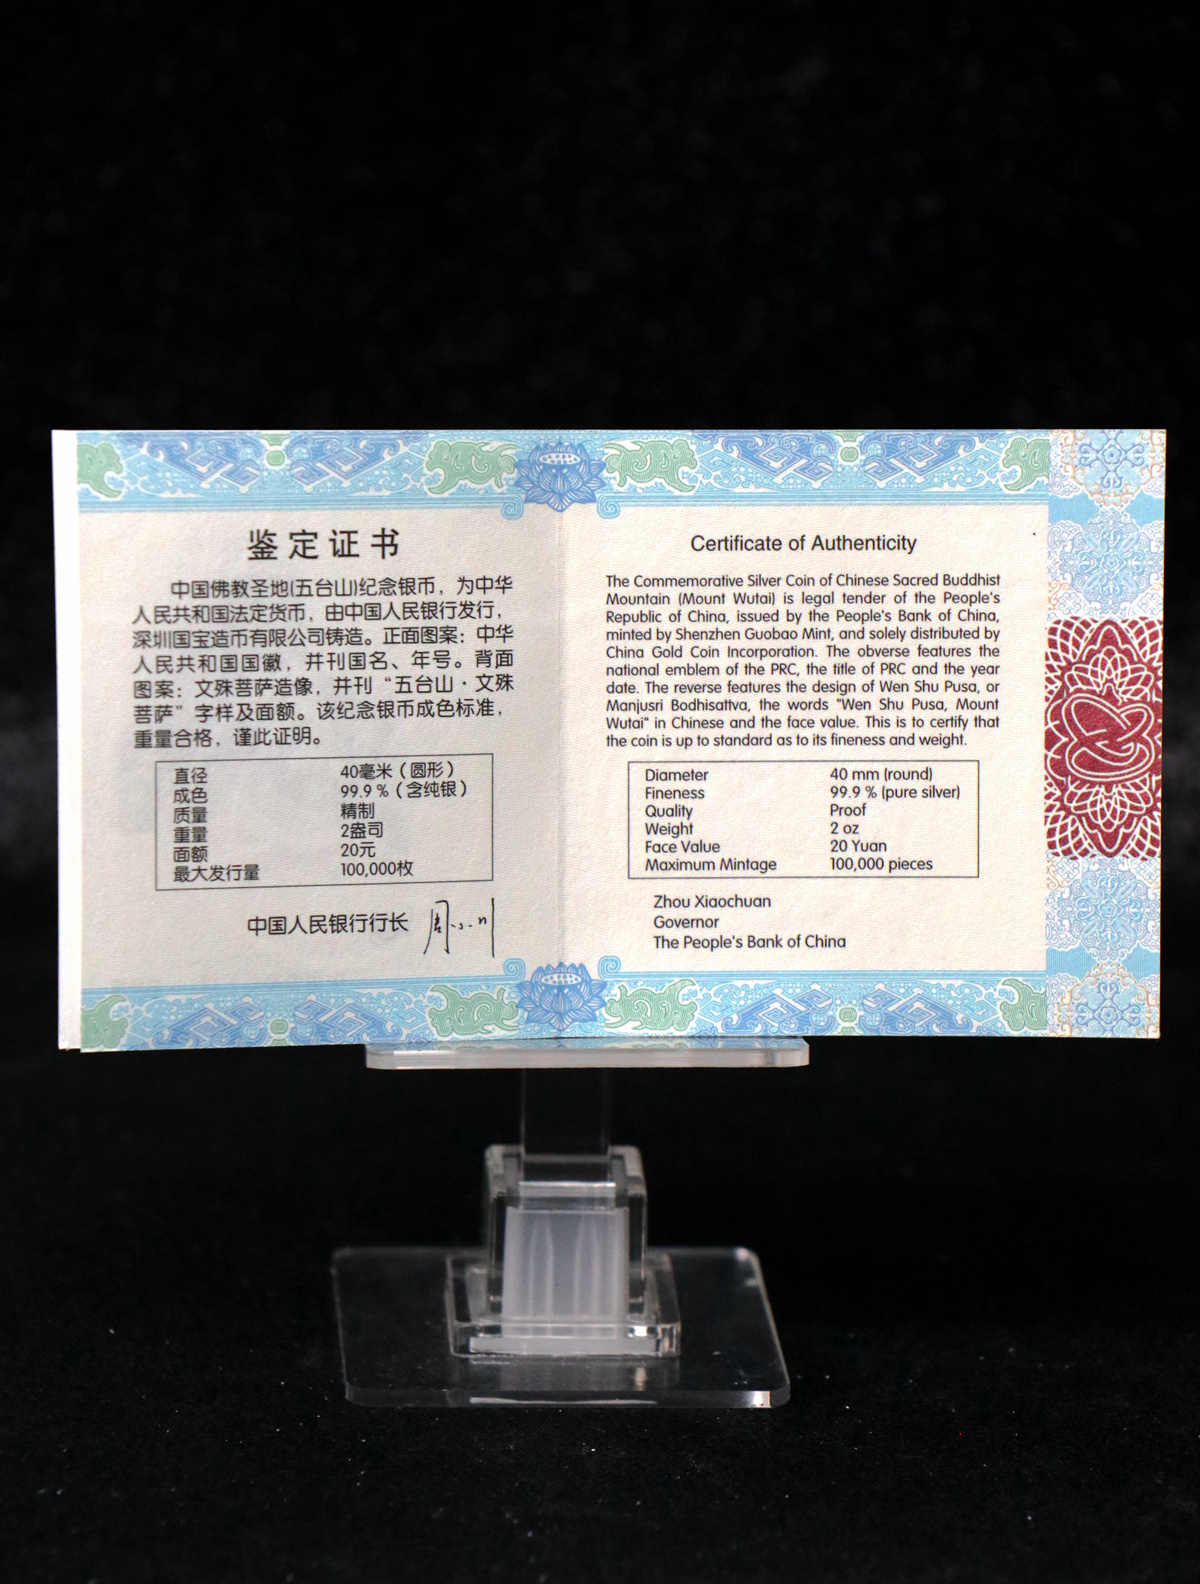 鉴定证书
中国佛教圣地(五台山)纪念银币，为中华
人民共和国法定货币，由中国人民银行发行，
深圳国宝造币有限公司铸造。正面图案：中华
人民共和国国徽，并刊国名、年号。背面
图案：文殊菩萨造像，并刊“五台山·文殊
菩萨”字样及面额。该纪念银币成色标准，
重量合格，谨此证明。
直径 40毫米（圆形）
成色 99.9％（含纯银）
质量 精制
重量 2盎司
面额 20元
最大发行量 100,000枚
中国人民银行行长 周小川
Certificate of Authenticity
The Commemorative Silver Coin of Chinese Sacred Buddhist
Mountain (Mount Wutai) is legal tender of the People's
Republic of China, issued by the People's Bank of China,
minted by Shenzhen Guobao Mint, and solely distributed by
China Gold Coin Incorporation. The obverse features the
national emblem of the PRC, the title of PRC and the year
date. The reverse features the design of Wen Shu Pusa, or
Manjusri Bodhisattva, the words "Wen Shu Pusa, Mount
Wutai" in Chinese and the face value. This is to certify that
the coin is up to standard as to its fineness and weight.
Diameter 40 mm (round)
Fineness 99.9 % (pure silver)
Quality Proof
Weight 2 oz
Face Value 20 Yuan
Maximum Mintage 100,000 pieces
Zhou Xiaochuan
Governor
The People's Bank of China